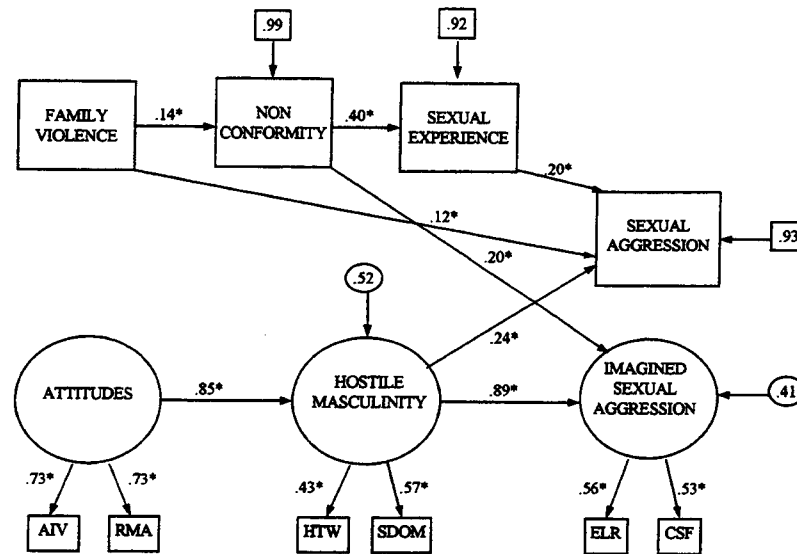 .99
.92
FAMILY
VIOLENCE
.14*
NON
CONFORMITY
.40*
SEXUAL
EXPERIENCE
.20*
.12*
SEXUAL
AGGRESSION
.93
.20*
.52
.24*
ATTITUDES
.85*
HOSTILE
MASCULINITY
.89*
IMAGINED
SEXUAL
AGGRESSION
.41
.73*
.73*
.43*
.57*
.56*
.53*
AIV
RMA
HTW
SDOM
ELR
CSF